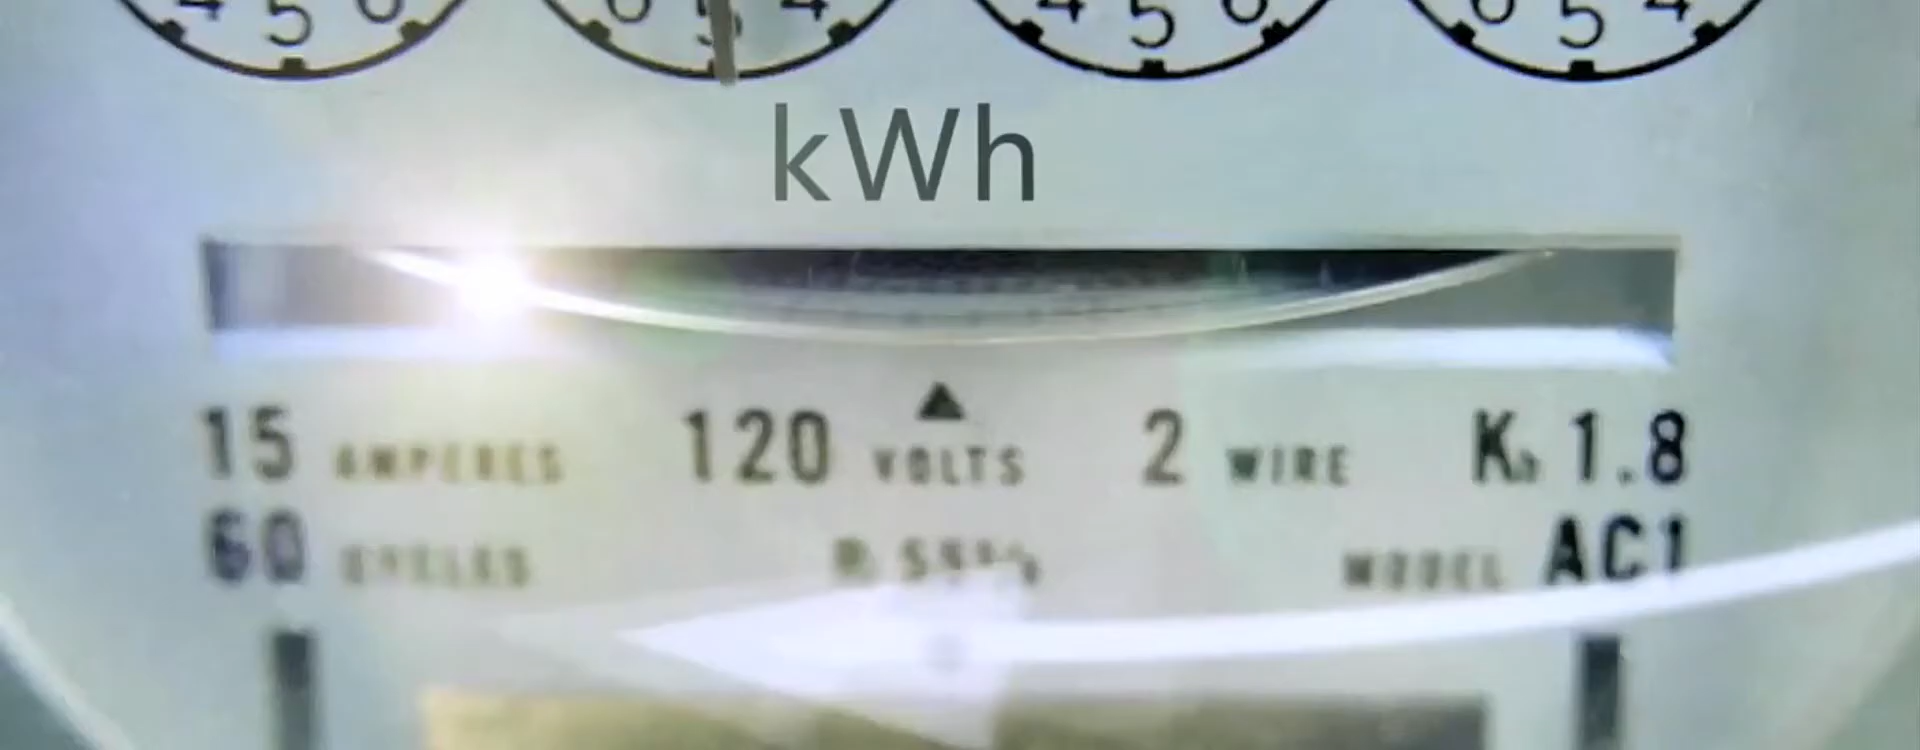 4 5 6
6 5 4
4 5 6
6 5 4
kWh
15 AMPERES 120 VOLTS 2 WIRE Kh 1.8
60 CYCLES
MODEL AC1